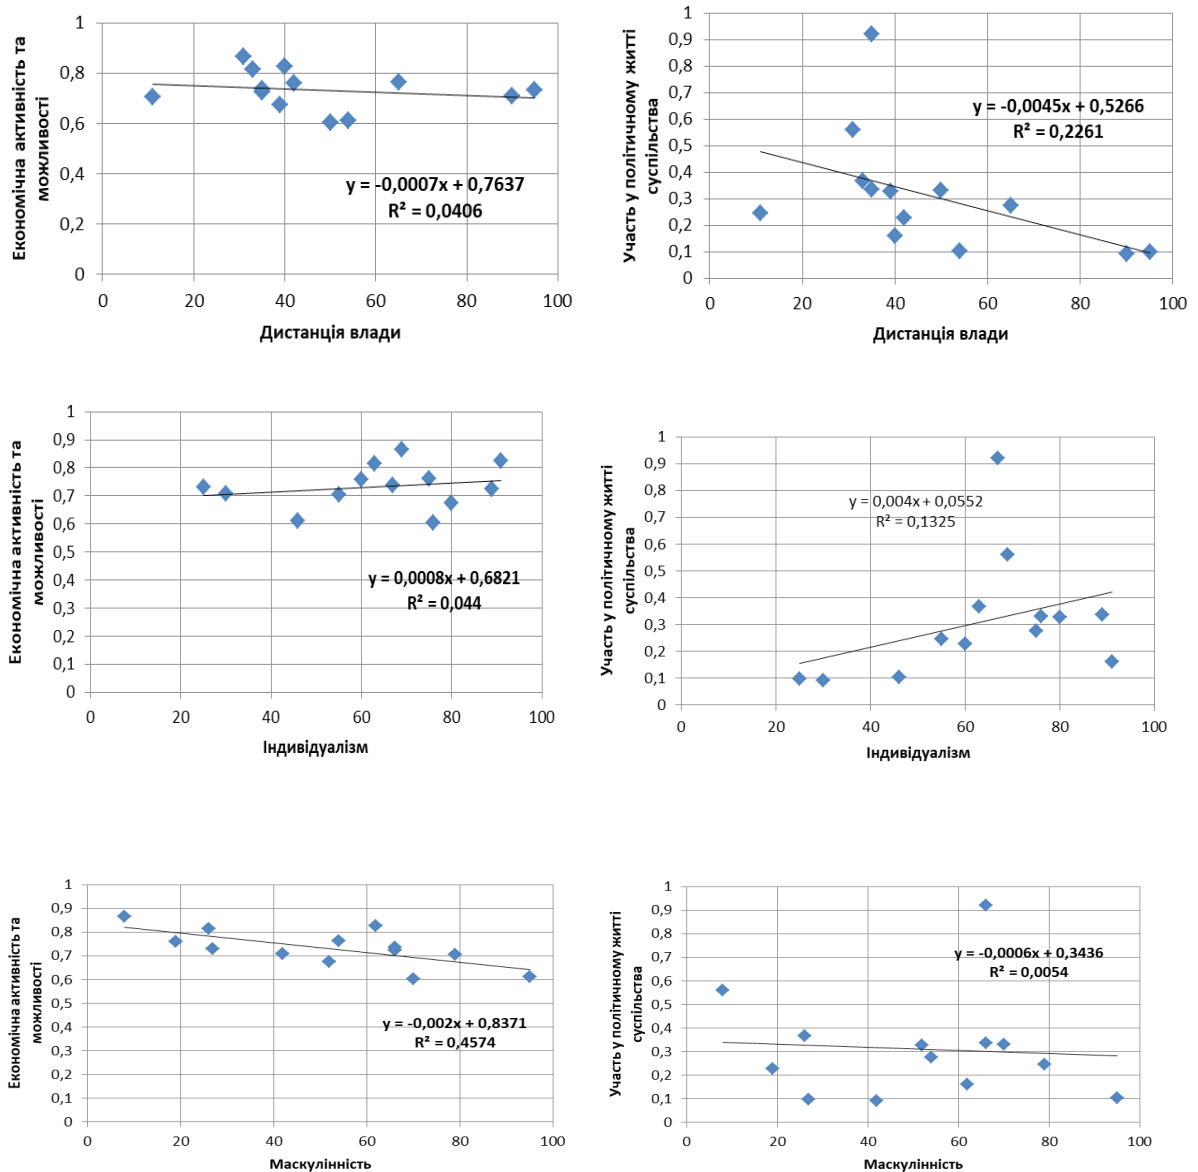 Економічна активність та
можливості
1
0,8
0,6
0,4
0,2
0
y = -0,0007x + 0,7637
R² = 0,0406
0 20 40 60 80 100
Дистанція влади
Участь у політичному житті
суспільства
1
0,9
0,8
0,7
0,6
0,5
0,4
0,3
0,2
0,1
0
y = -0,0045x + 0,5266
R² = 0,2261
0 20 40 60 80 100
Дистанція влади
Економічна активність та
можливості
1
0,9
0,8
0,7
0,6
0,5
0,4
0,3
0,2
0,1
0
y = 0,0008x + 0,6821
R² = 0,044
0 20 40 60 80 100
Індивідуалізм
Участь у політичному житті
суспільства
1
0,9
0,8
0,7
0,6
0,5
0,4
0,3
0,2
0,1
0
y = 0,004x + 0,0552
R² = 0,1325
0 20 40 60 80 100
Індивідуалізм
Економічна активність та
можливості
1
0,9
0,8
0,7
0,6
0,5
0,4
0,3
0,2
0,1
0
y = -0,002x + 0,8371
R² = 0,4574
0 20 40 60 80 100
Маскулінність
Участь у політичному житті
суспільства
1
0,9
0,8
0,7
0,6
0,5
0,4
0,3
0,2
0,1
0
y = -0,0006x + 0,3436
R² = 0,0054
0 20 40 60 80 100
Маскулінність